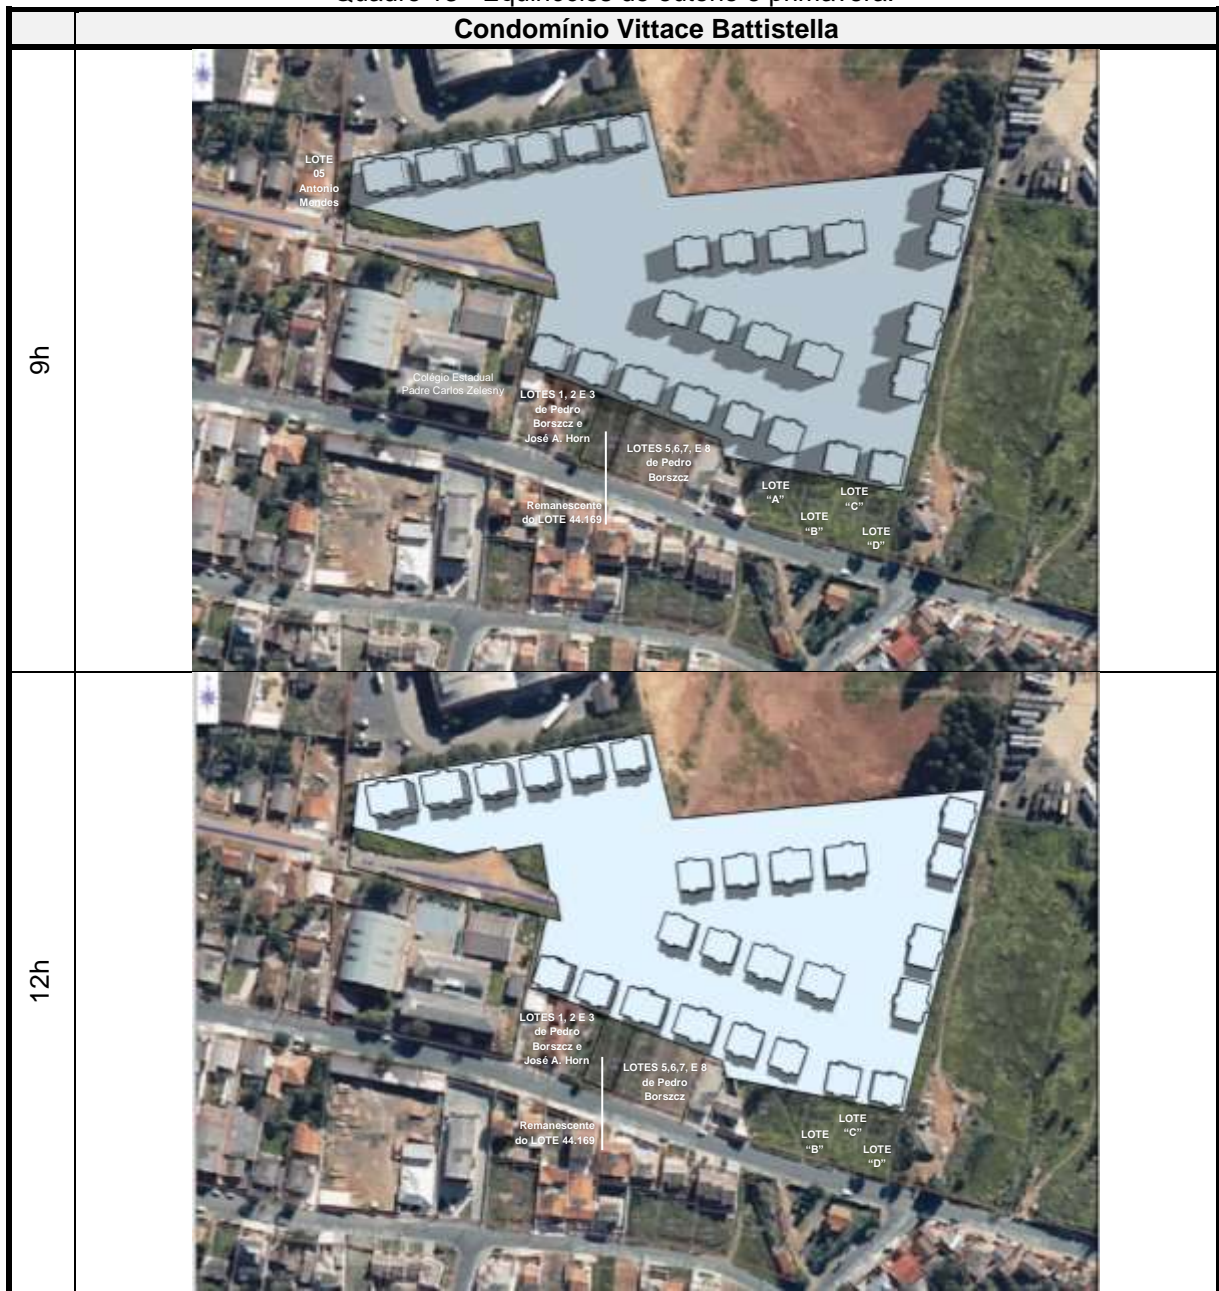 Condomínio Vittace Battistella
9h
LOTE
05
Antonio
Mendes
Colégio Estadual
Padre Carlos Zelesny
LOTES 1, 2 E 3
de Pedro
Borszcz e
José A. Horn
LOTES 5,6,7, E 8
de Pedro
Borszcz
Remanescente
do LOTE 44.169
LOTE
"A"
LOTE
"B"
LOTE
"C"
LOTE
"D"
12h
LOTES 1, 2 E 3
de Pedro
Borszcz e
José A. Horn
LOTES 5,6,7, E 8
de Pedro
Borszcz
Remanescente
do LOTE 44.169
LOTE
"B"
LOTE
"C"
LOTE
"D"